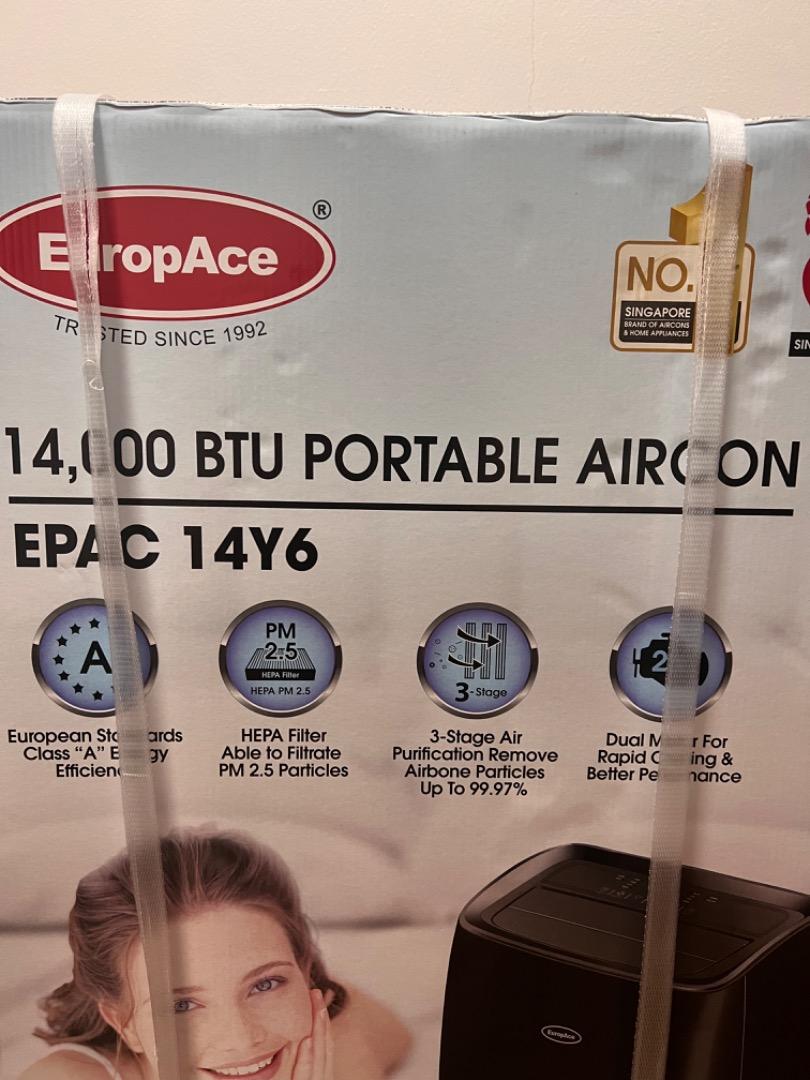 EuropAce®
TRUSTED SINCE 1992
NO. 1
SINGAPORE
BRAND OF AIRCONS
& HOME APPLIANCES
SIN
14,000 BTU PORTABLE AIRCON
EPAC 14Y6
A
PM
2.5
HEPA Filter
HEPA PM 2.5
3-Stage
2
European Standards
Class “A” Energy
Efficiency
HEPA Filter
Able to Filtrate
PM 2.5 Particles
3-Stage Air
Purification Remove
Airbone Particles
Up To 99.97%
Dual Motor For
Rapid Cooling &
Better Performance
EuropAce